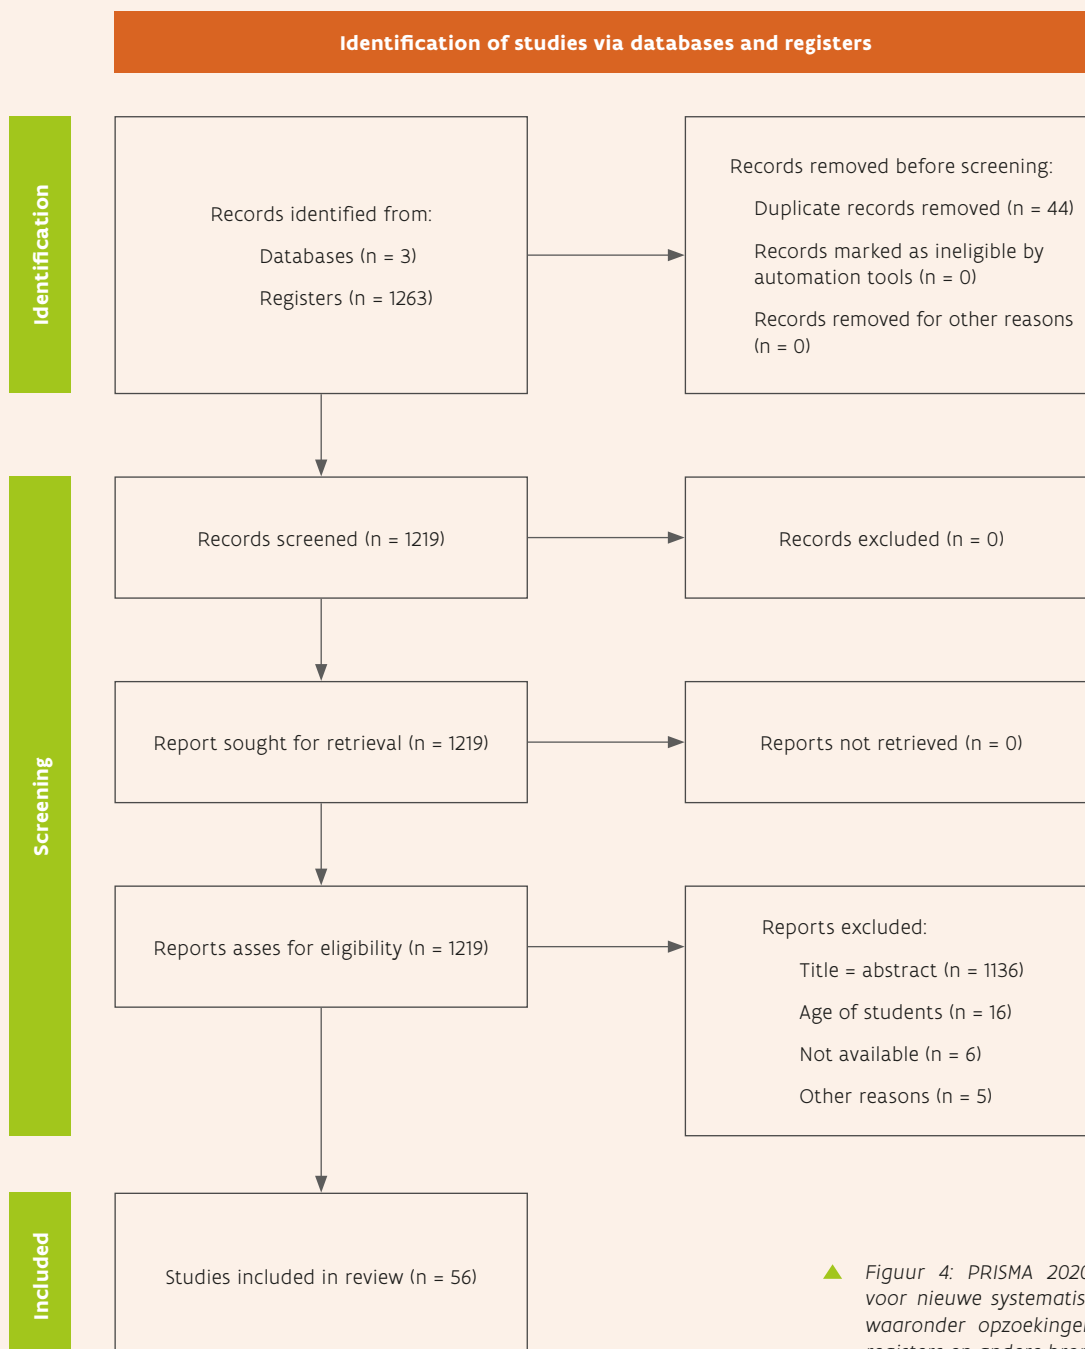 Identification of studies via databases and registers
Identification
Records identified from:
Databases (n = 3)
Registers (n = 1263)
Records removed before screening:
Duplicate records removed (n = 44)
Records marked as ineligible by
automation tools (n = 0)
Records removed for other reasons
(n = 0)
Screening
Records screened (n = 1219)
Records excluded (n = 0)
Report sought for retrieval (n = 1219)
Reports not retrieved (n = 0)
Reports asses for eligibility (n = 1219)
Reports excluded:
Title = abstract (n = 1136)
Age of students (n = 16)
Not available (n = 6)
Other reasons (n = 5)
Included
Studies included in review (n = 56)
Figuur 4: PRISMA 2020
voor nieuwe systematis
waaronder opzoekinge